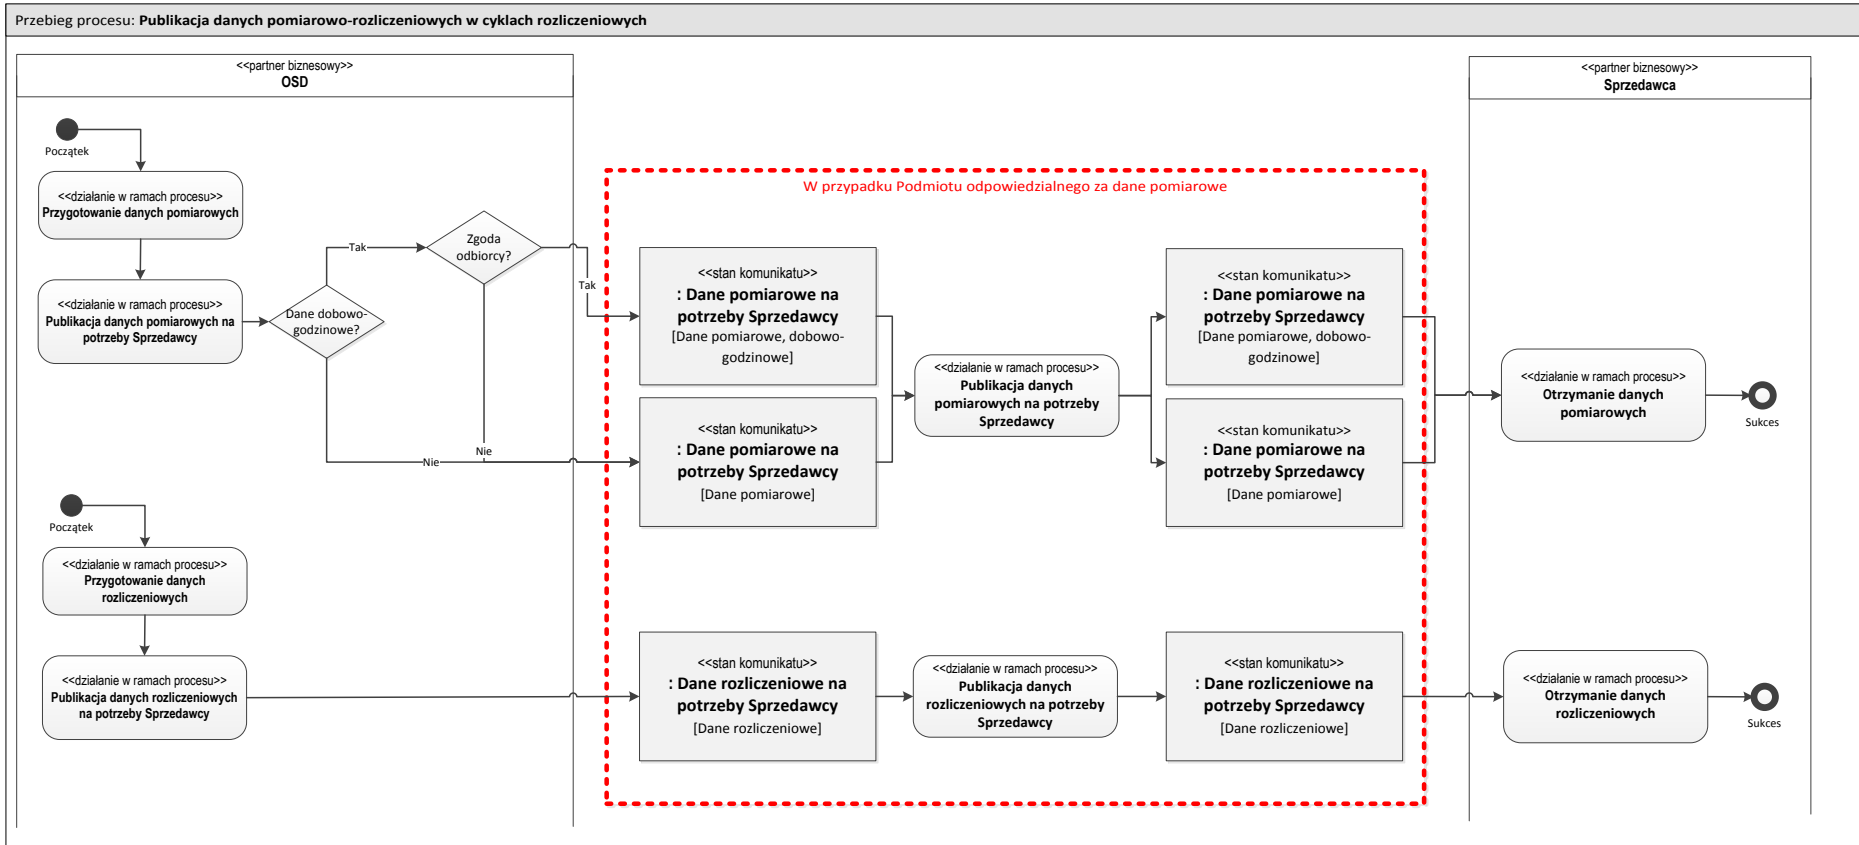 Przebieg procesu: Publikacja danych pomiarowo-rozliczeniowych w cyklach rozliczeniowych
<<partner biznesowy>>
OSD
<<partner biznesowy>>
Sprzedawca
Początek
<<działanie w ramach procesu>>
Przygotowanie danych pomiarowych
<<działanie w ramach procesu>>
Publikacja danych pomiarowych na
potrzeby Sprzedawcy
Dane dobowo-
godzinowe?
Tak
Zgoda
odbiorcy?
Tak
Nie
Nie
W przypadku Podmiotu odpowiedzialnego za dane pomiarowe
<<stan komunikatu>>
: Dane pomiarowe na
potrzeby Sprzedawcy
[Dane pomiarowe, dobowo-
godzinowe]
<<stan komunikatu>>
: Dane pomiarowe na
potrzeby Sprzedawcy
[Dane pomiarowe]
<<działanie w ramach procesu>>
Publikacja danych
pomiarowych na potrzeby
Sprzedawcy
<<stan komunikatu>>
: Dane pomiarowe na
potrzeby Sprzedawcy
[Dane pomiarowe, dobowo-
godzinowe]
<<stan komunikatu>>
: Dane pomiarowe na
potrzeby Sprzedawcy
[Dane pomiarowe]
<<działanie w ramach procesu>>
Otrzymanie danych
pomiarowych
Sukces
Początek
<<działanie w ramach procesu>>
Przygotowanie danych
rozliczeniowych
<<działanie w ramach procesu>>
Publikacja danych rozliczeniowych
na potrzeby Sprzedawcy
<<stan komunikatu>>
: Dane rozliczeniowe na
potrzeby Sprzedawcy
[Dane rozliczeniowe]
<<działanie w ramach procesu>>
Publikacja danych
rozliczeniowych na potrzeby
Sprzedawcy
<<stan komunikatu>>
: Dane rozliczeniowe na
potrzeby Sprzedawcy
[Dane rozliczeniowe]
<<działanie w ramach procesu>>
Otrzymanie danych
rozliczeniowych
Sukces